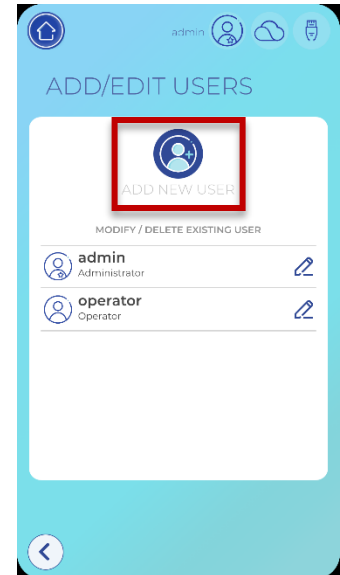 admin
ADD/EDIT USERS
ADD NEW USER
MODIFY / DELETE EXISTING USER
admin
Administrator
operator
Operator